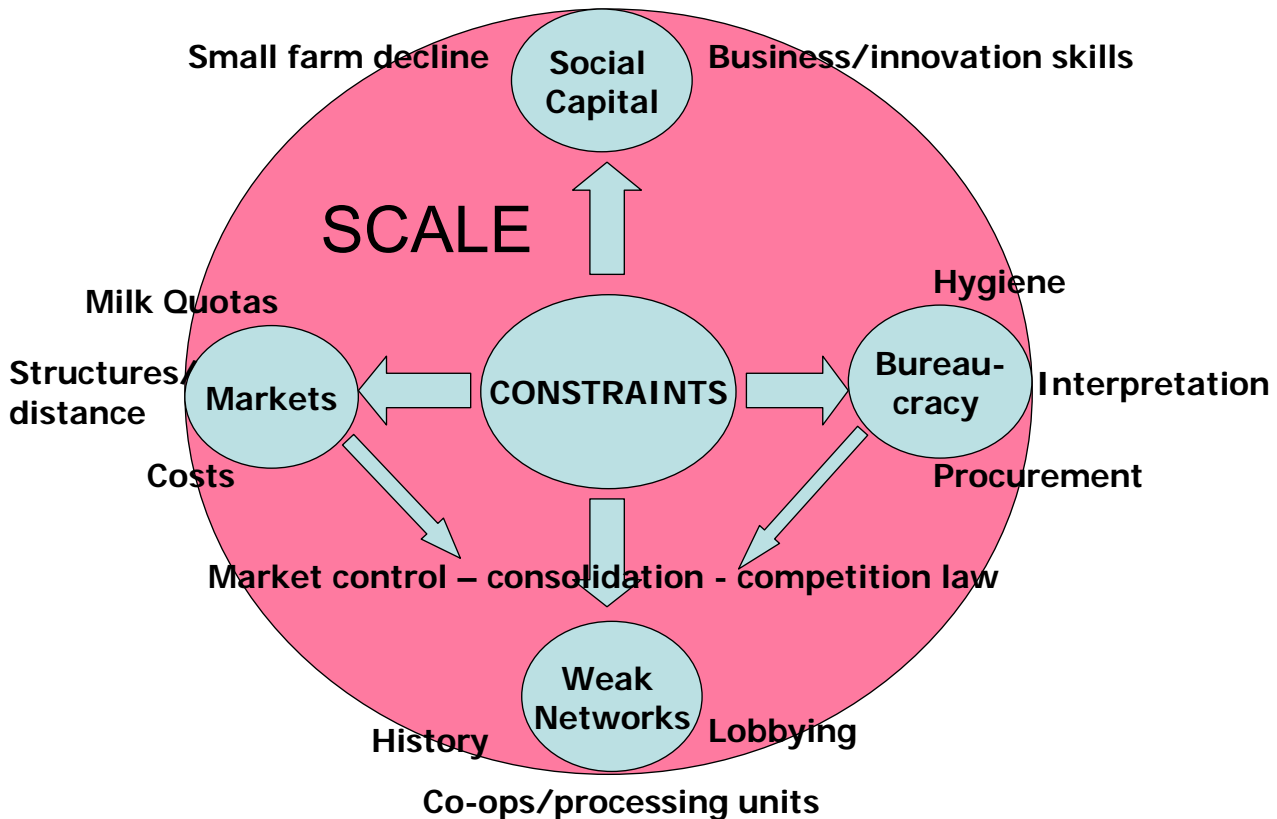 Small farm decline
Social
Capital
Business/innovation skills
SCALE
Milk Quotas
Hygiene
Structures/
distance
Markets
CONSTRAINTS
Bureau-
cracy
Interpretation
Costs
Procurement
Market control – consolidation - competition law
Weak
Networks
History
Lobbying
Co-ops/processing units